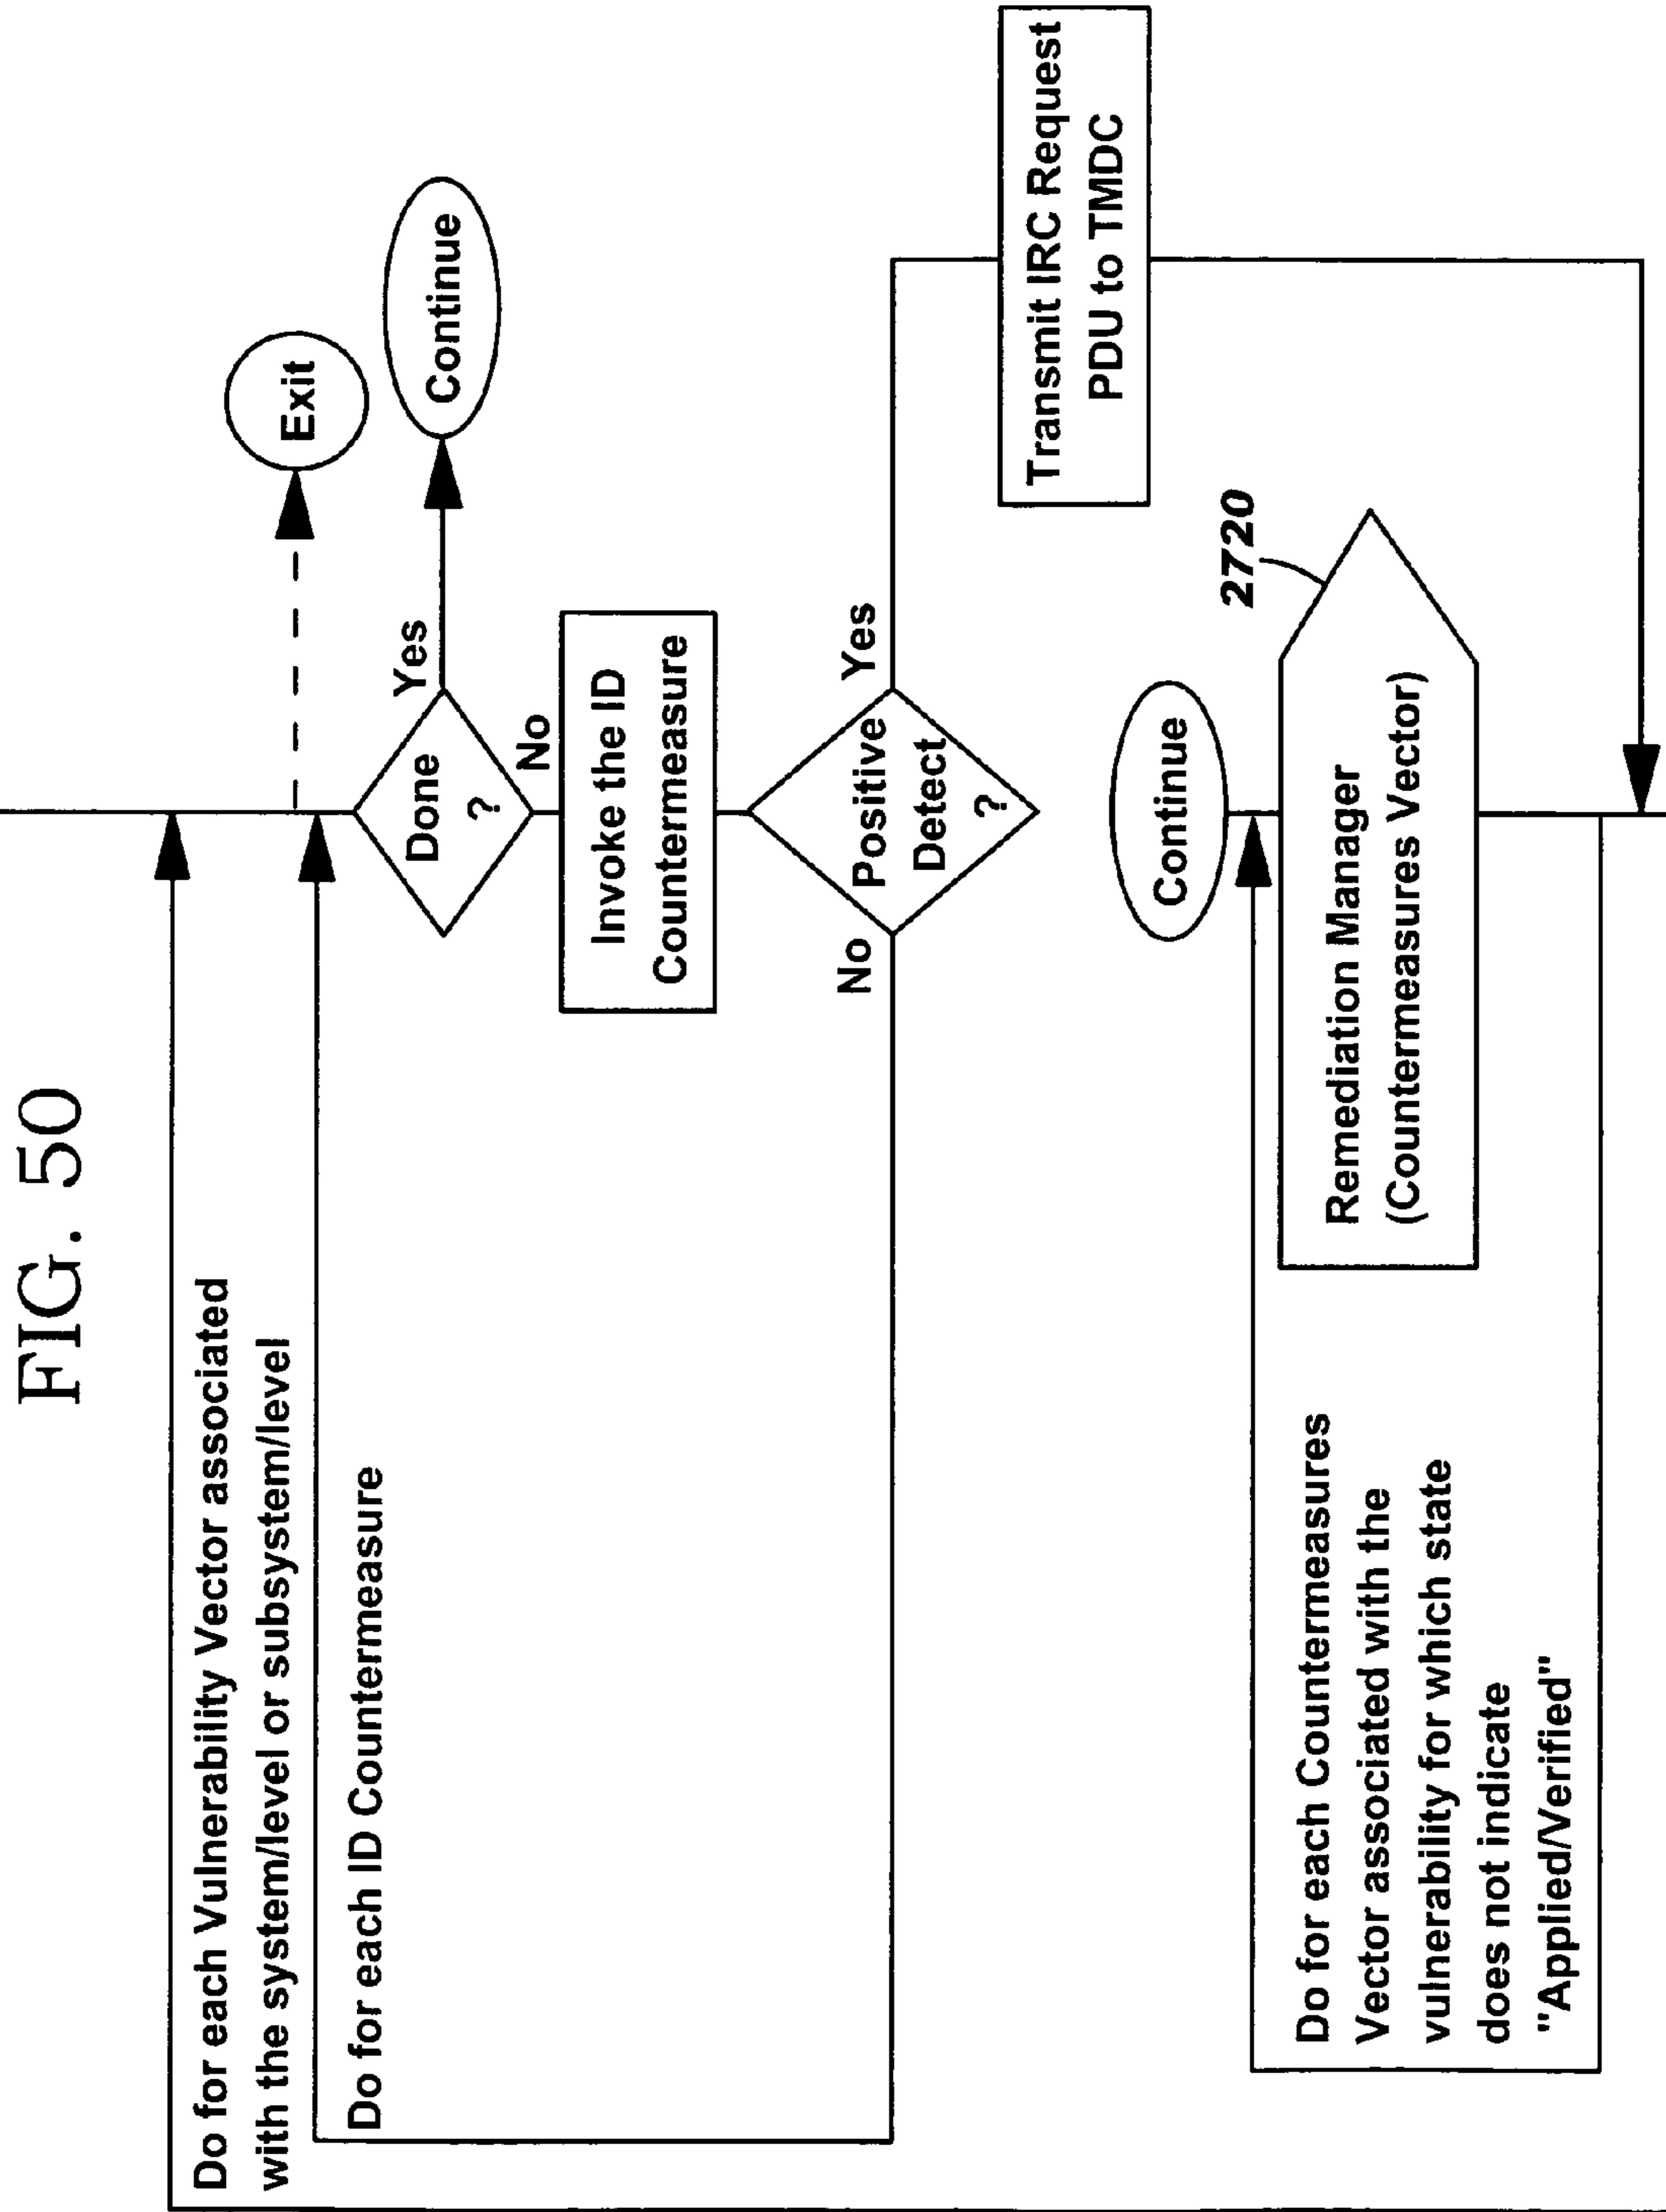 FIG. 50
Do for each Vulnerability Vector associated
with the system/level or subsystem/level
Exit
Do for each ID Countermeasure
Done
?
Yes
Continue
No
Invoke the ID
Countermeasure
Positive
Detect
?
No
Yes
Transmit IRC Request
PDU to TMDC
Continue
2720
Do for each Countermeasures
Vector associated with the
vulnerability for which state
does not indicate
"Applied/Verified"
Remediation Manager
(Countermeasures Vector)